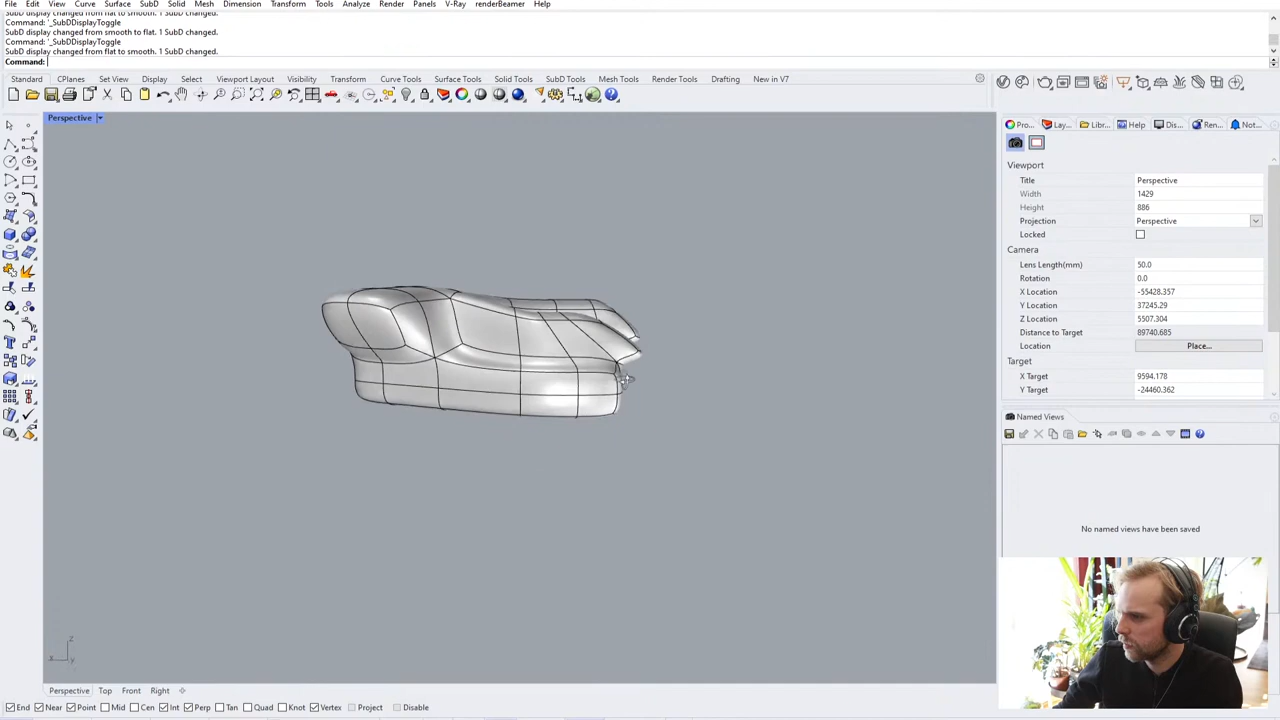 File Edit View Curve Surface SubD Solid Mesh Dimension Transform Tools Analyze Render Panels V-Ray renderBeamer Help
SubD display changed from flat to smooth. 1 SubD changed.
Command: '_SubDDisplayToggle
SubD display changed from smooth to flat. 1 SubD changed.
Command: '_SubDDisplayToggle
SubD display changed from flat to smooth. 1 SubD changed.
Command:
Standard CPlanes Set View Display Select Viewport Layout Visibility Transform Curve Tools Surface Tools Solid Tools SubD Tools Mesh Tools Render Tools Drafting New in V7
Perspective
Pro... Lay... Libr... Help Dis... Ren... Not...
Viewport
Title Perspective
Width 1429
Height 886
Projection Perspective
Locked
Camera
Lens Length(mm) 50.0
Rotation 0.0
X Location -55428.357
Y Location 37245.29
Z Location 5507.304
Distance to Target 89740.685
Location Place...
Target
X Target 9594.178
Y Target -24460.362
Named Views
No named views have been saved
z
x y
Perspective Top Front Right
End Near Point Mid Cen Int Perp Tan Quad Knot Vertex Project Disable